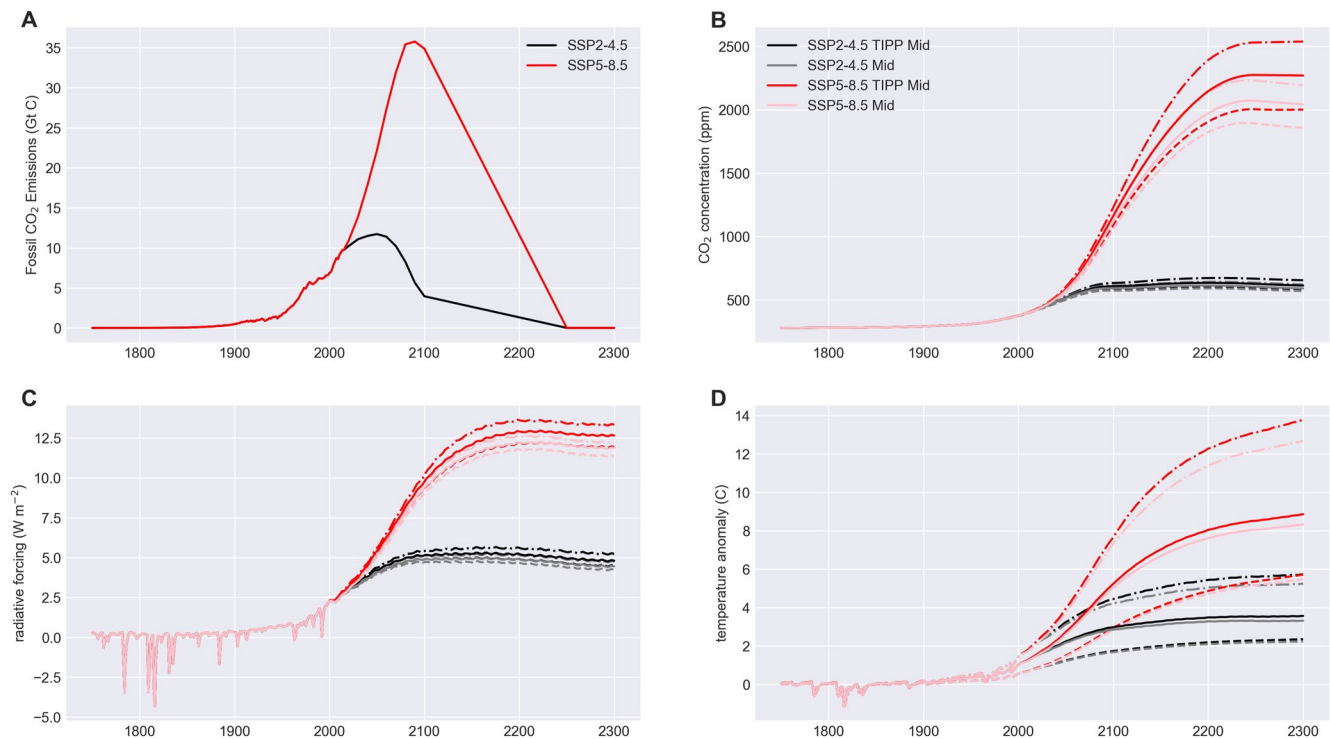 A
Fossil CO₂ Emissions (Gt C)
35
30
25
20
15
10
5
0
1800 1900 2000 2100 2200 2300
SSP2-4.5
SSP5-8.5
B
CO₂ concentration (ppm)
2500
2000
1500
1000
500
1800 1900 2000 2100 2200 2300
SSP2-4.5 TIPP Mid
SSP2-4.5 Mid
SSP5-8.5 TIPP Mid
SSP5-8.5 Mid
C
radiative forcing (W m⁻²)
12.5
10.0
7.5
5.0
2.5
0.0
−2.5
−5.0
1800 1900 2000 2100 2200 2300
D
temperature anomaly (C)
14
12
10
8
6
4
2
0
1800 1900 2000 2100 2200 2300